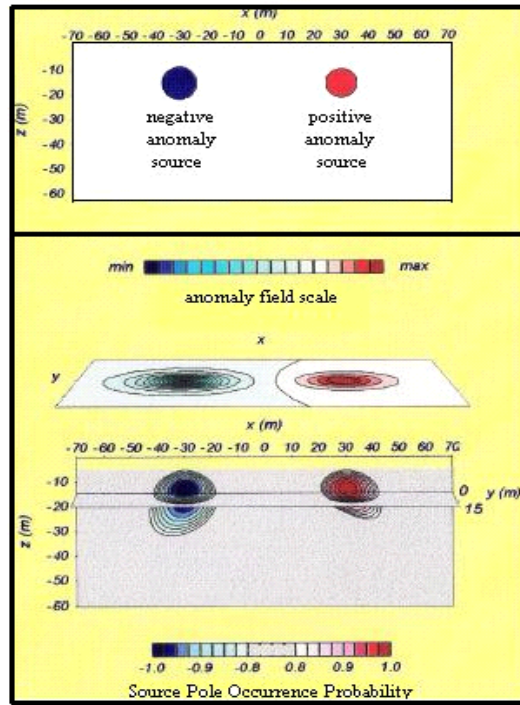 x (m)
-70 -60 -50 -40 -30 -20 -10 0 10 20 30 40 50 60 70
z (m)
-10
-20
-30
-40
-50
-60
negative anomaly source
positive anomaly source
min max
anomaly field scale
x
y
x (m)
-70 -60 -50 -40 -30 -20 -10 0 10 20 30 40 50 60 70
z (m)
-10
-20
-30
-40
-50
-60
0
15
y (m)
-1.0 -0.9 -0.8 0.8 0.9 1.0
Source Pole Occurrence Probability